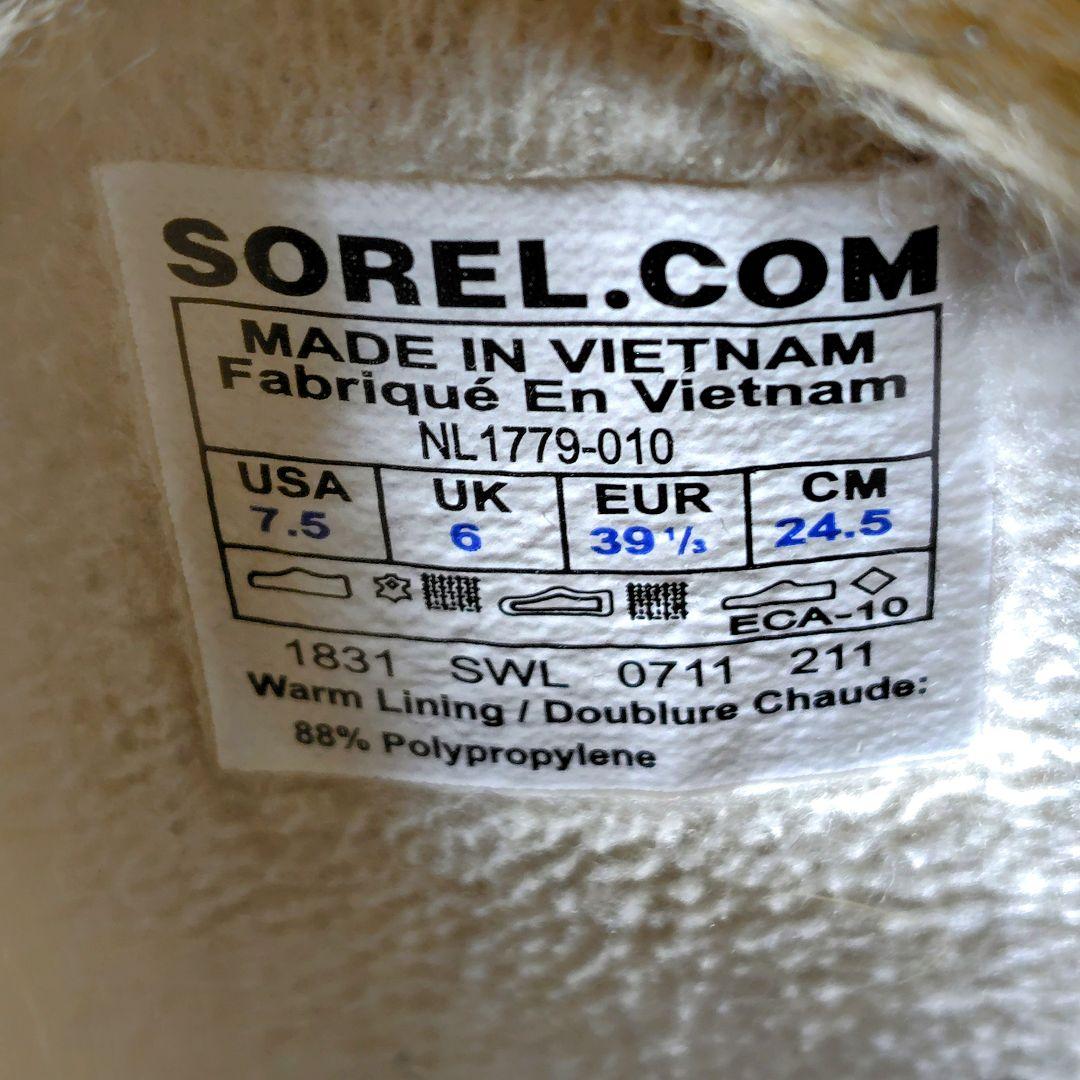 SOREL.COM
MADE IN VIETNAM
Fabriqué En Vietnam
NL1779-010
USA UK EUR CM
7.5 6 39 1/3 24.5
ECA-10
1831 SWL 0711 211
Warm Lining / Doublure Chaude:
88% Polypropylene